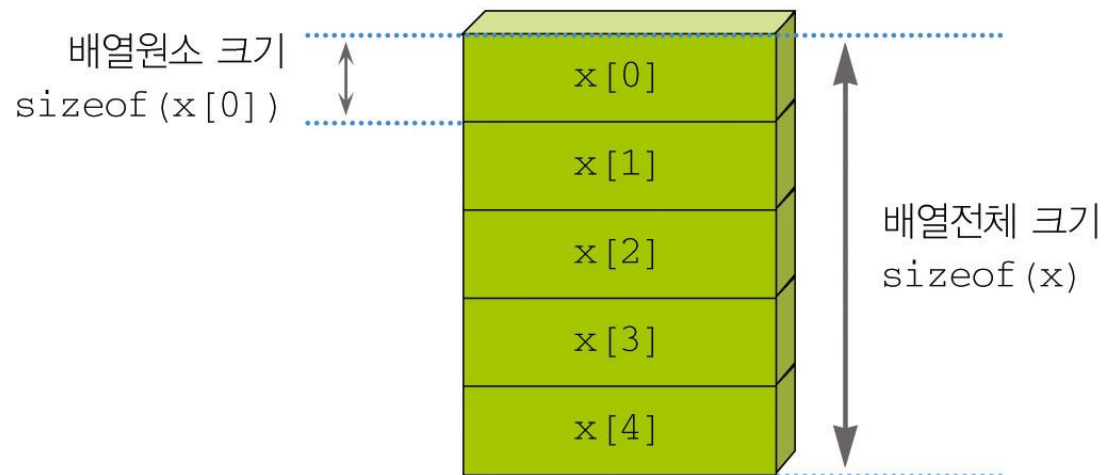 배열원소 크기
sizeof(x[0])
x[0]
x[1]
x[2]
x[3]
x[4]
배열전체 크기
sizeof(x)